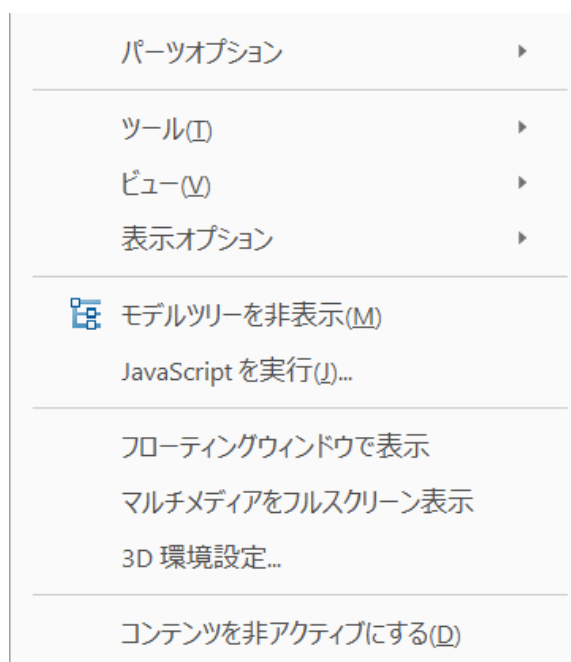 パーツオプション
ツール(T)
ビュー(V)
表示オプション
モデルツリーを非表示(M)
JavaScript を実行(J)...
フローティングウィンドウで表示
マルチメディアをフルスクリーン表示
3D 環境設定...
コンテンツを非アクティブにする(D)